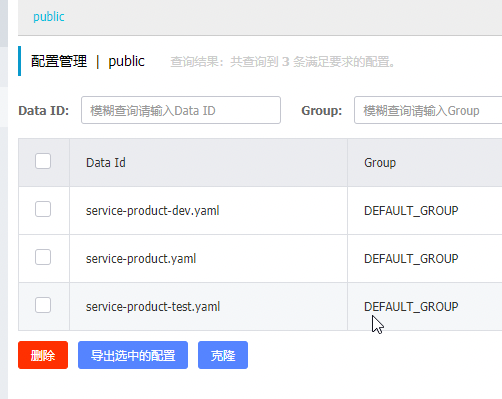 public
配置管理 | public 查询结果：共查询到 3 条满足要求的配置。
Data ID: 模糊查询请输入Data ID Group: 模糊查询请输入Group
Data Id Group
service-product-dev.yaml DEFAULT_GROUP
service-product.yaml DEFAULT_GROUP
service-product-test.yaml DEFAULT_GROUP
删除 导出选中的配置 克隆